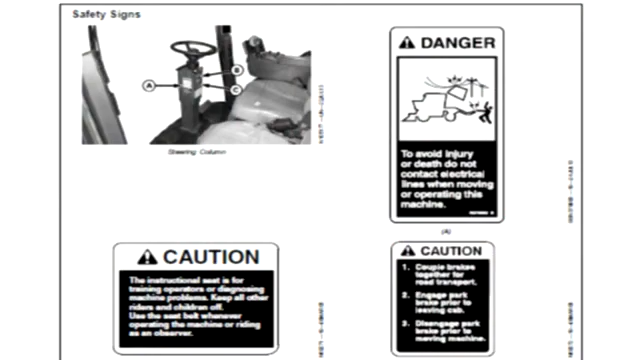 Safety Signs
A
B
C
Steering Column
DANGER
To avoid injury
or death do not
contact electrical
lines when moving
or operating this
machine.
(A)
CAUTION
The instructional seat is for
training operators or diagnosing
machine problems. Keep all other
riders and children off.
Use the seat belt whenever
operating the machine or riding
as an observer.
CAUTION
1. Couple brakes
together for
road transport.
2. Engage park
brake prior to
leaving cab.
3. Disengage park
brake prior to
moving machine.